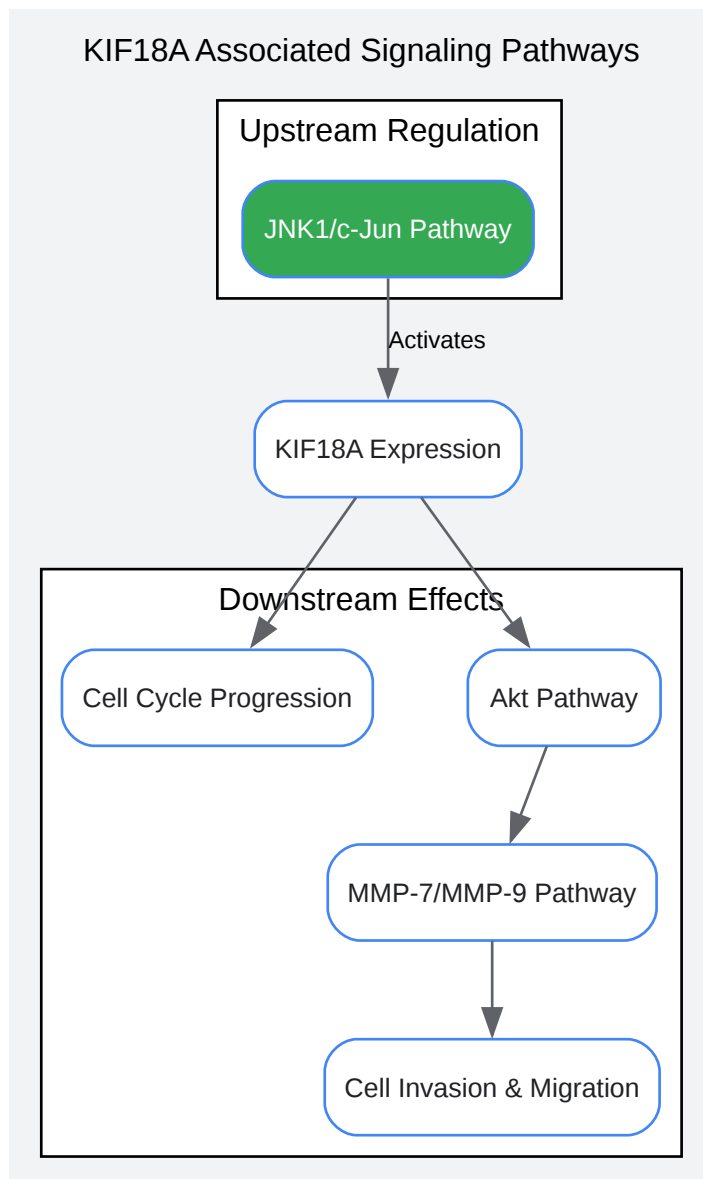 KIF18A Associated Signaling Pathways
Upstream Regulation
JNK1/c-Jun Pathway
Activates
KIF18A Expression
Downstream Effects
Cell Cycle Progression
Akt Pathway
MMP-7/MMP-9 Pathway
Cell Invasion & Migration